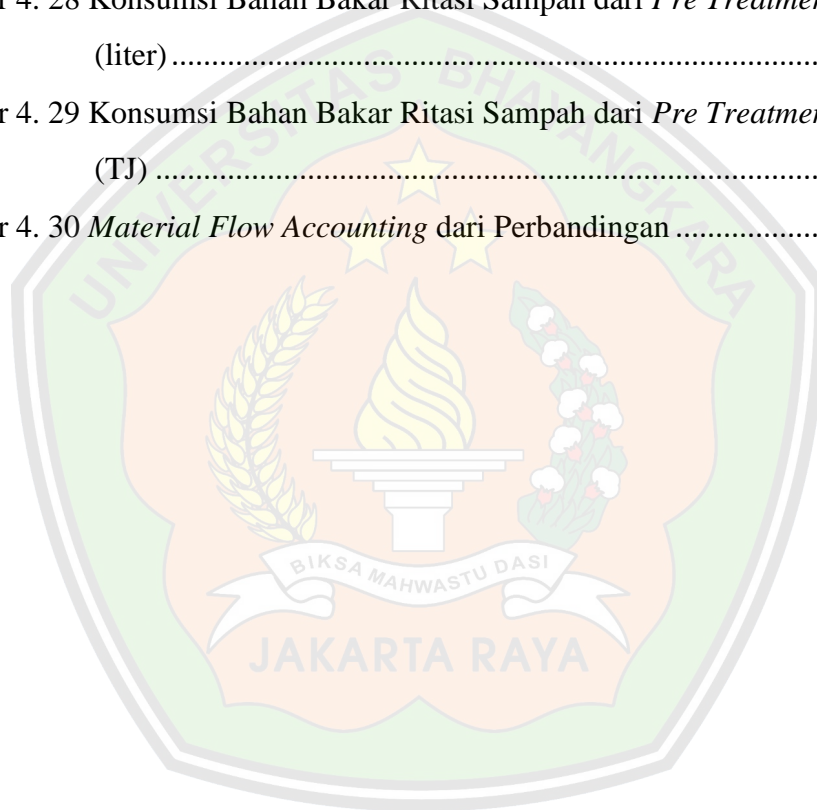 r 4. 28 Konsumsi Bahan Bakar Ritasi Sampah dari Pre Treatmen
(liter) ................................................................................
r 4. 29 Konsumsi Bahan Bakar Ritasi Sampah dari Pre Treatmen
(TJ) ..................................................................................
r 4. 30 Material Flow Accounting dari Perbandingan ..................
UNIVERSITAS BHAYANGKARA
BIKSA MAHWASTU DASI
JAKARTA RAYA